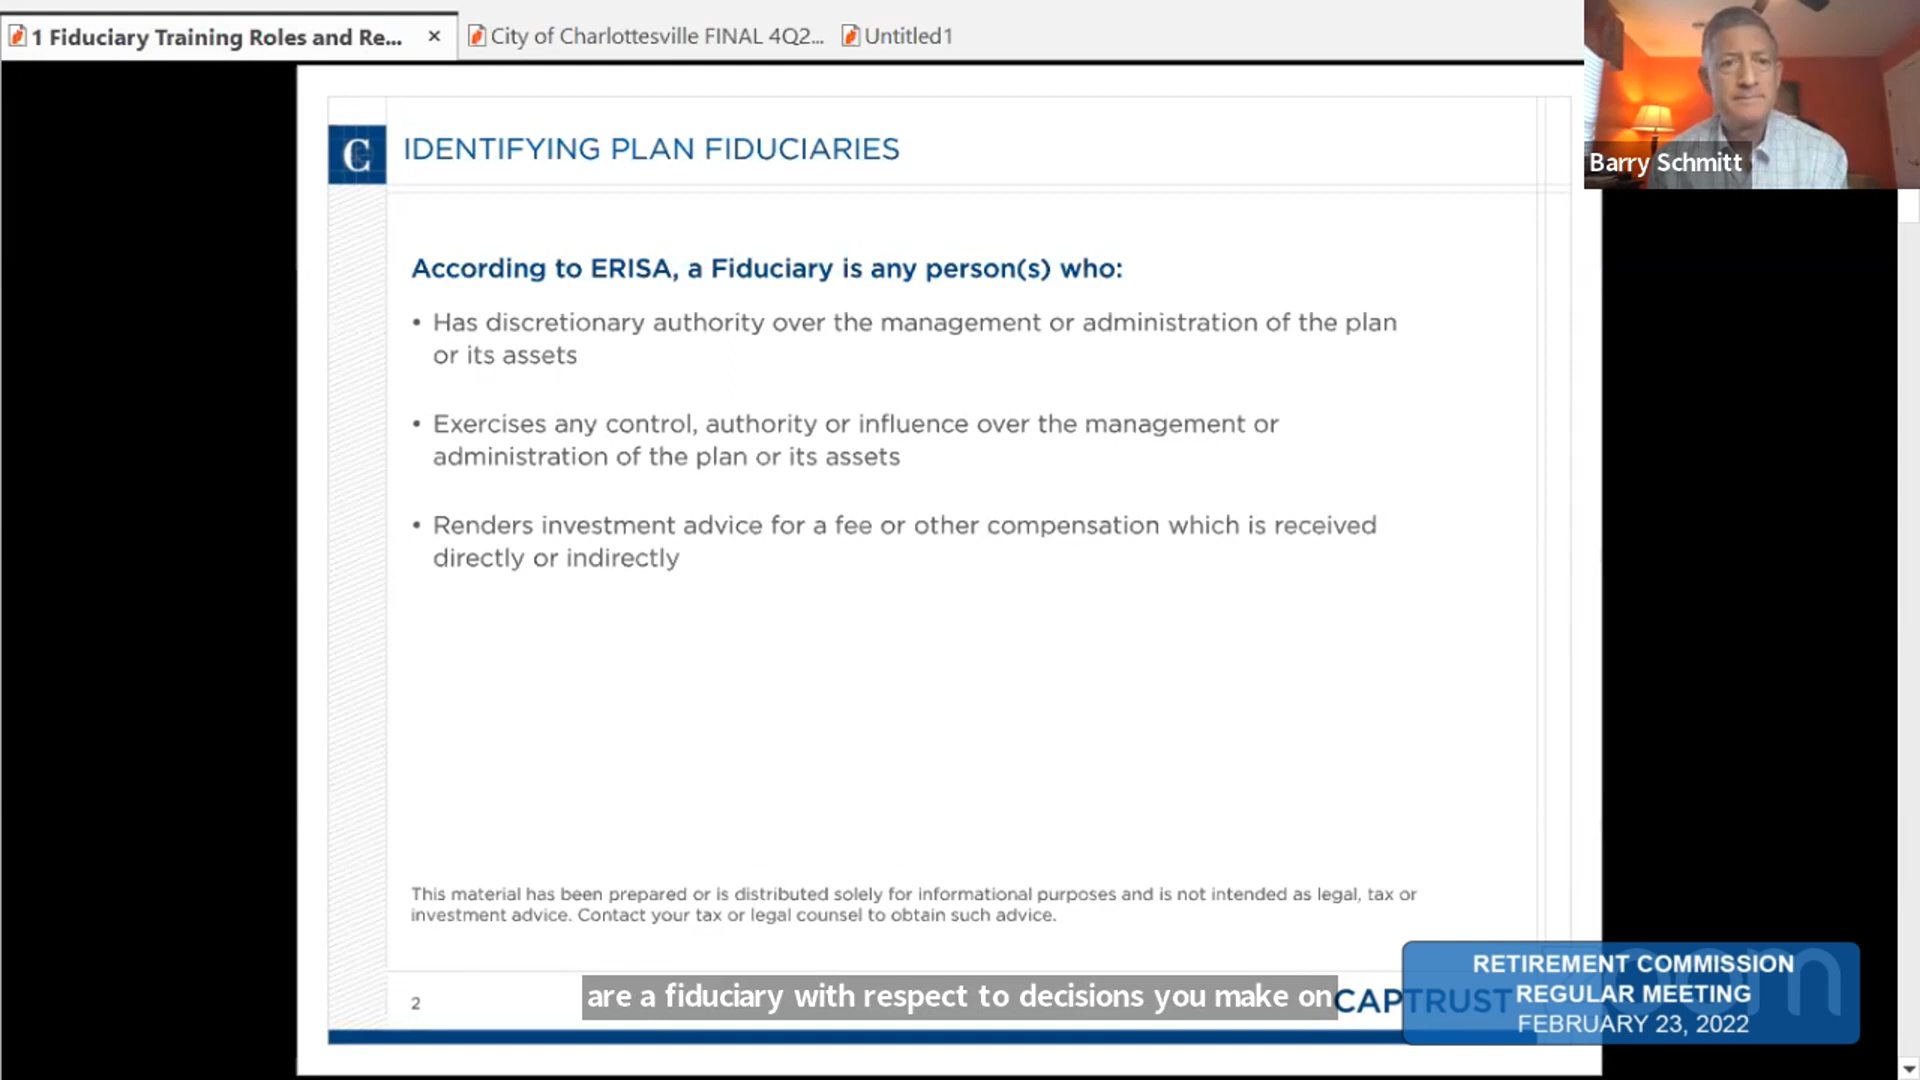 1 Fiduciary Training Roles and Re...
City of Charlottesville FINAL 4Q2...
Untitled1
Barry Schmitt
C
IDENTIFYING PLAN FIDUCIARIES
According to ERISA, a Fiduciary is any person(s) who:
• Has discretionary authority over the management or administration of the plan
or its assets
• Exercises any control, authority or influence over the management or
administration of the plan or its assets
• Renders investment advice for a fee or other compensation which is received
directly or indirectly
This material has been prepared or is distributed solely for informational purposes and is not intended as legal, tax or
investment advice. Contact your tax or legal counsel to obtain such advice.
2
are a fiduciary with respect to decisions you make on
CAPTRUST
RETIREMENT COMMISSION
REGULAR MEETING
FEBRUARY 23, 2022